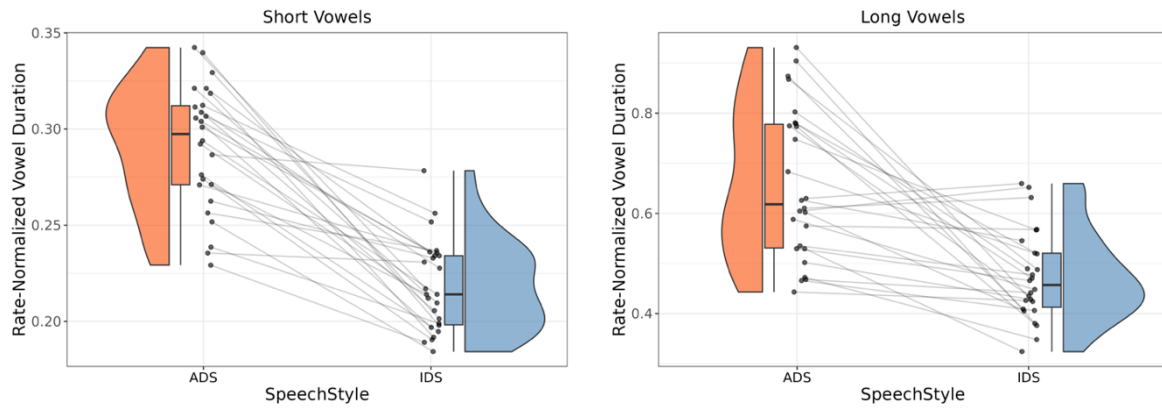 Short Vowels
Rate-Normalized Vowel Duration
0.35
0.30
0.25
0.20
ADS
IDS
SpeechStyle
Long Vowels
Rate-Normalized Vowel Duration
0.8
0.6
0.4
ADS
IDS
SpeechStyle